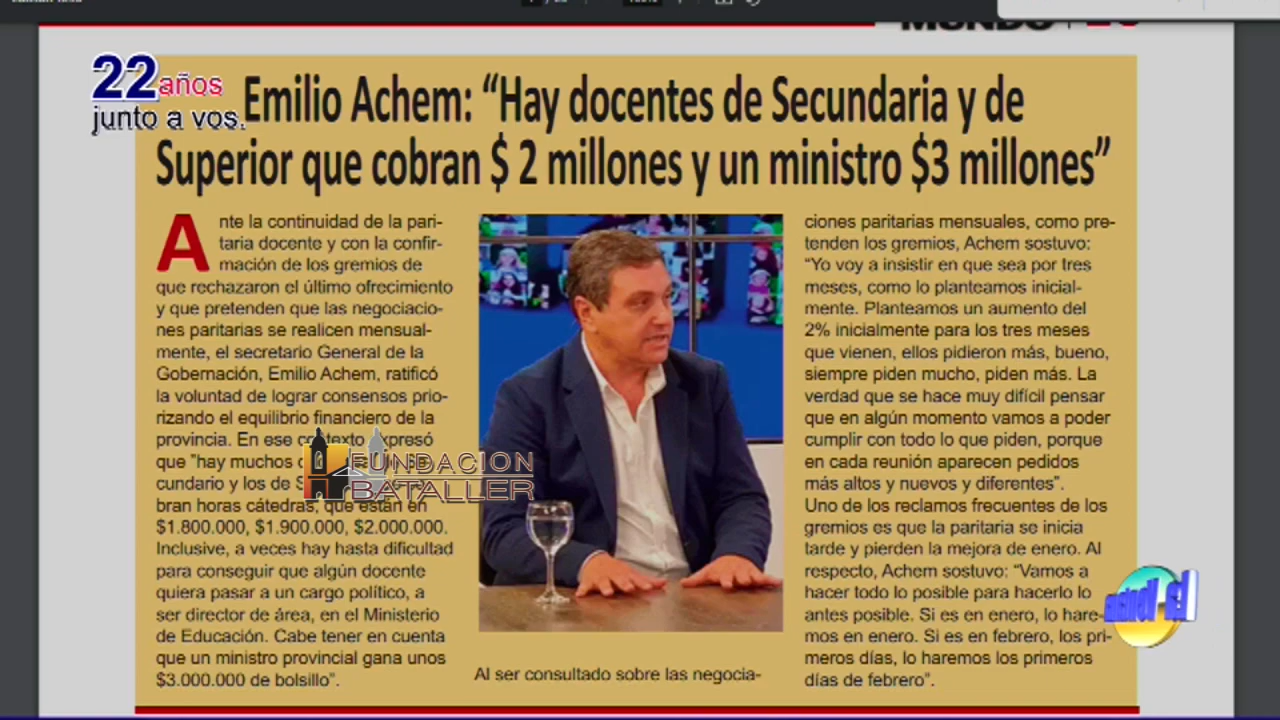 22 años
junto a vos.
Emilio Achem: “Hay docentes de Secundaria y de
Superior que cobran $ 2 millones y un ministro $3 millones”
Ante la continuidad de la pari-
taria docente y con la confir-
mación de los gremios de
que rechazaron el último ofrecimiento
y que pretenden que las negociacio-
nes paritarias se realicen mensual-
mente, el secretario General de la
Gobernación, Emilio Achem, ratificó
la voluntad de lograr consensos prio-
rizando el equilibrio financiero de la
provincia. En ese contexto expresó
que "hay muchos
cundario y los de
bran horas cátedras, que están en
$1.800.000, $1.900.000, $2.000.000.
Inclusive, a veces hay hasta dificultad
para conseguir que algún docente
quiera pasar a un cargo político, a
ser director de área, en el Ministerio
de Educación. Cabe tener en cuenta
que un ministro provincial gana unos
$3.000.000 de bolsillo”.
FUNDACION
BATALLER
Al ser consultado sobre las negocia-
ciones paritarias mensuales, como pre-
tenden los gremios, Achem sostuvo:
“Yo voy a insistir en que sea por tres
meses, como lo planteamos inicial-
mente. Planteamos un aumento del
2% inicialmente para los tres meses
que vienen, ellos pidieron más, bueno,
siempre piden mucho, piden más. La
verdad que se hace muy difícil pensar
que en algún momento vamos a poder
cumplir con todo lo que piden, porque
en cada reunión aparecen pedidos
más altos y nuevos y diferentes”.
Uno de los reclamos frecuentes de los
gremios es que la paritaria se inicia
tarde y pierden la mejora de enero. Al
respecto, Achem sostuvo: “Vamos a
hacer todo lo posible para hacerlo lo
antes posible. Si es en enero, lo hare-
mos en enero. Si es en febrero, los pri-
meros días, lo haremos los primeros
días de febrero”.